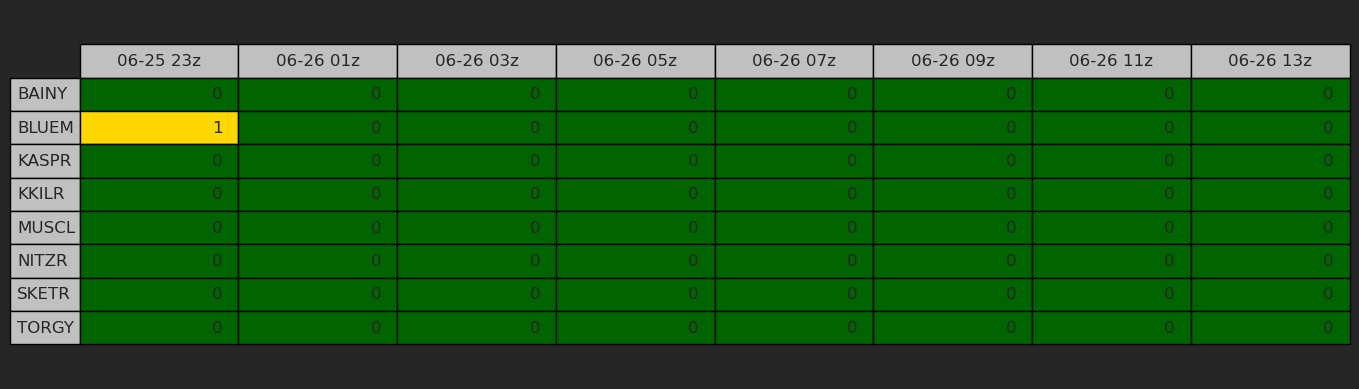 06-25 23z 06-26 01z 06-26 03z 06-26 05z 06-26 07z 06-26 09z 06-26 11z 06-26 13z
BAINY 0 0 0 0 0 0 0 0
BLUEM 1 0 0 0 0 0 0 0
KASPR 0 0 0 0 0 0 0 0
KKILR 0 0 0 0 0 0 0 0
MUSCL 0 0 0 0 0 0 0 0
NITZR 0 0 0 0 0 0 0 0
SKETR 0 0 0 0 0 0 0 0
TORGY 0 0 0 0 0 0 0 0